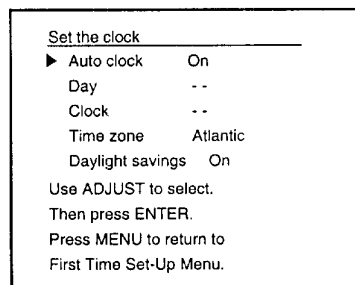 Set the clock
▶ Auto clock On
Day - -
Clock - -
Time zone Atlantic
Daylight savings On
Use ADJUST to select.
Then press ENTER.
Press MENU to return to
First Time Set-Up Menu.